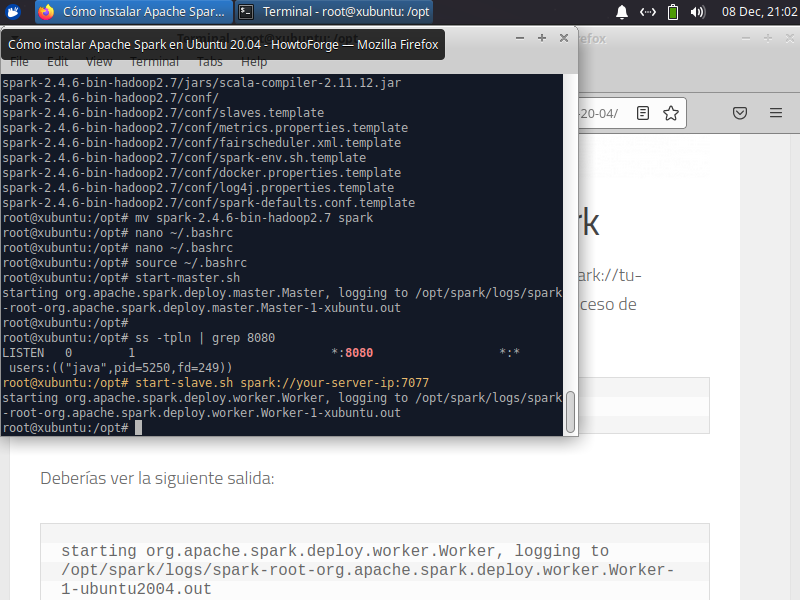 Cómo instalar Apache Spar...
Terminal - root@xubuntu: /opt
08 Dec, 21:02
Cómo instalar Apache Spark en Ubuntu 20.04 - HowtoForge — Mozilla Firefox
File Edit View Terminal Tabs Help
spark-2.4.6-bin-hadoop2.7/jars/scala-compiler-2.11.12.jar
spark-2.4.6-bin-hadoop2.7/conf/
spark-2.4.6-bin-hadoop2.7/conf/slaves.template
spark-2.4.6-bin-hadoop2.7/conf/metrics.properties.template
spark-2.4.6-bin-hadoop2.7/conf/fairscheduler.xml.template
spark-2.4.6-bin-hadoop2.7/conf/spark-env.sh.template
spark-2.4.6-bin-hadoop2.7/conf/docker.properties.template
spark-2.4.6-bin-hadoop2.7/conf/log4j.properties.template
spark-2.4.6-bin-hadoop2.7/conf/spark-defaults.conf.template
root@xubuntu:/opt# mv spark-2.4.6-bin-hadoop2.7 spark
root@xubuntu:/opt# nano ~/.bashrc
root@xubuntu:/opt# nano ~/.bashrc
root@xubuntu:/opt# source ~/.bashrc
root@xubuntu:/opt# start-master.sh
starting org.apache.spark.deploy.master.Master, logging to /opt/spark/logs/spark
-root-org.apache.spark.deploy.master.Master-1-xubuntu.out
root@xubuntu:/opt#
root@xubuntu:/opt# ss -tpln | grep 8080
LISTEN 0 1 *:8080 *:*
users:(("java",pid=5250,fd=249))
root@xubuntu:/opt# start-slave.sh spark://your-server-ip:7077
starting org.apache.spark.deploy.worker.Worker, logging to /opt/spark/logs/spark
-root-org.apache.spark.deploy.worker.Worker-1-xubuntu.out
root@xubuntu:/opt#
efox
-20-04/
rk
ark://tu-
ceso de
Deberías ver la siguiente salida:
starting org.apache.spark.deploy.worker.Worker, logging to
/opt/spark/logs/spark-root-org.apache.spark.deploy.worker.Worker-
1-ubuntu2004.out